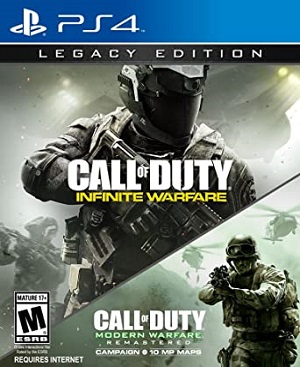 PS4
LEGACY EDITION
CALL OF DUTY
INFINITE WARFARE
CALL OF DUTY
MODERN WARFARE
REMASTERED
CAMPAIGN + 10 MP MAPS
MATURE 17+
M
ESRB
REQUIRES INTERNET